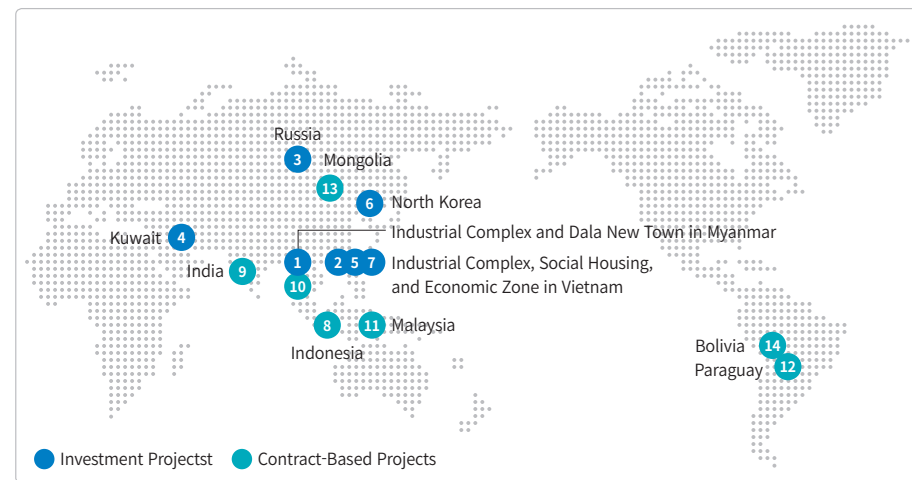 Russia
3
Mongolia
13
6 North Korea
Industrial Complex and Dala New Town in Myanmar
Kuwait 4
1 2 5 7 Industrial Complex, Social Housing,
and Economic Zone in Vietnam
India 9
10
8 11 Malaysia
Indonesia
Bolivia 14
Paraguay 12
Investment Projectst Contract-Based Projects